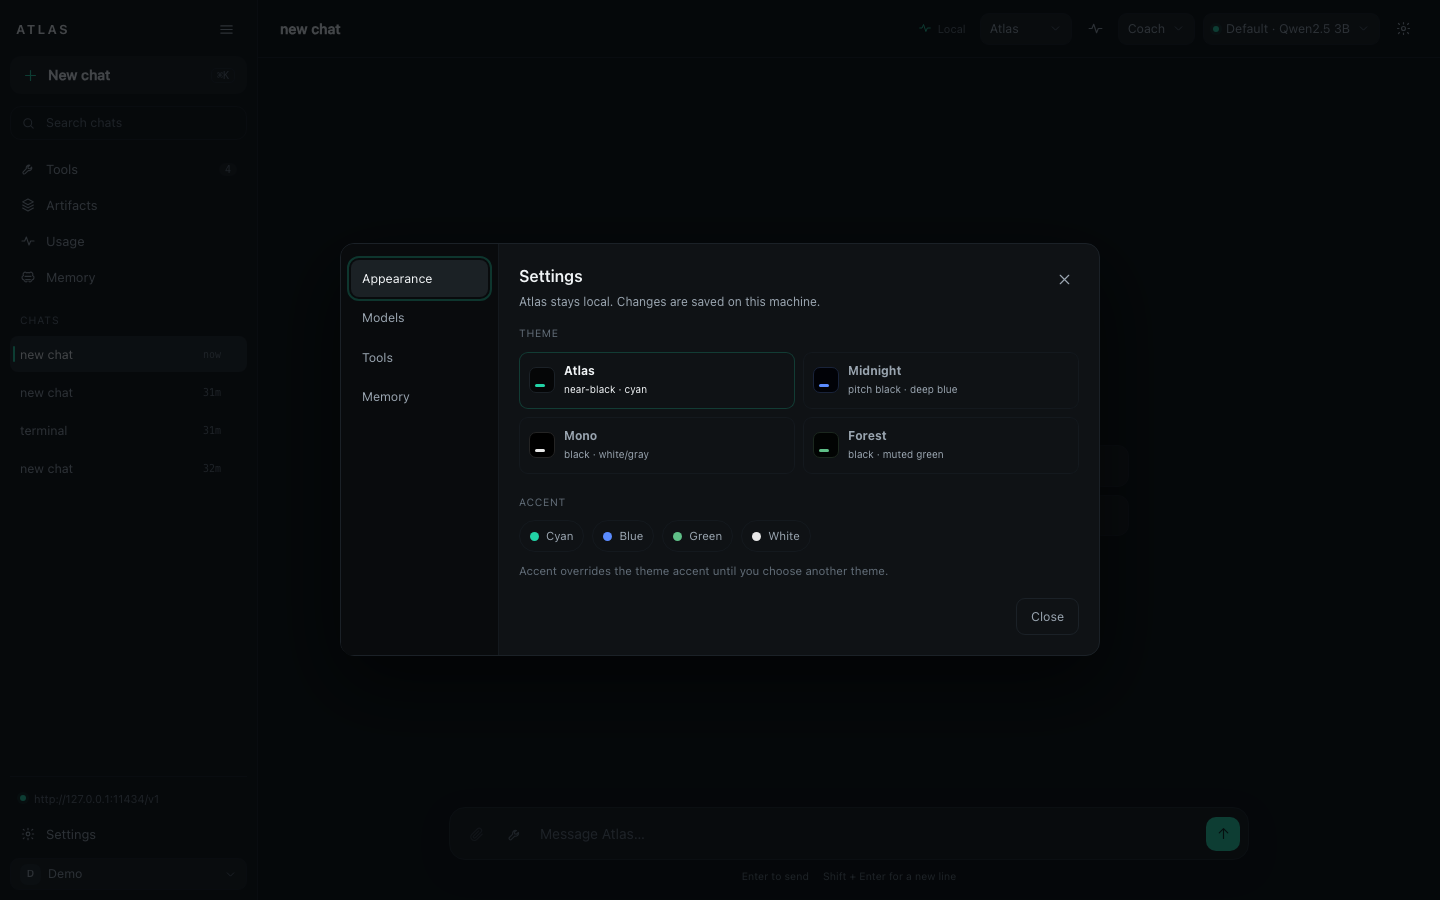 ATLAS
New chat
⌘K
Search chats
Tools
4
Artifacts
Usage
Memory
CHATS
new chat
now
new chat
31m
terminal
31m
new chat
32m
http://127.0.0.1:11434/v1
Settings
D
Demo
new chat
Local
Atlas
Coach
Default · Qwen2.5 3B
Appearance
Models
Tools
Memory
Settings
Atlas stays local. Changes are saved on this machine.
THEME
Atlas
near-black · cyan
Midnight
pitch black · deep blue
Mono
black · white/gray
Forest
black · muted green
ACCENT
Cyan
Blue
Green
White
Accent overrides the theme accent until you choose another theme.
Close
Message Atlas...
Enter to send
Shift + Enter for a new line